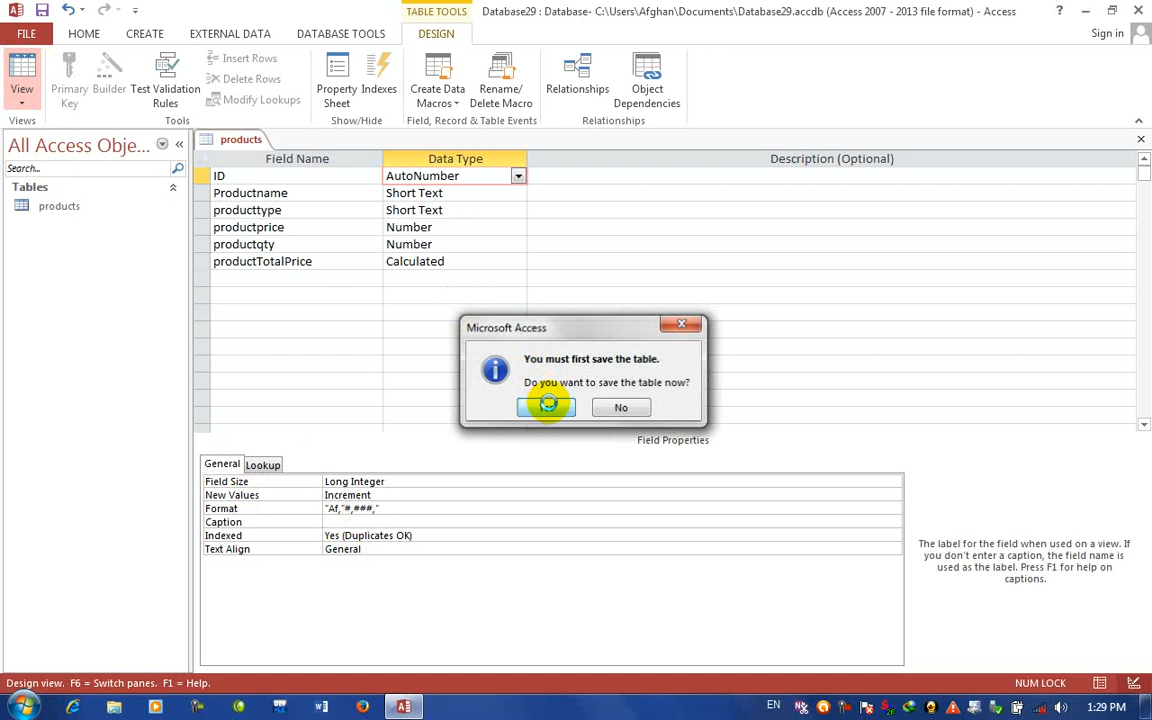 TABLE TOOLS
Database29 : Database- C:\Users\Afghan\Documents\Database29.accdb (Access 2007 - 2013 file format) - Access
FILE
HOME
CREATE
EXTERNAL DATA
DATABASE TOOLS
DESIGN
Sign in
View
Primary Key
Builder
Test Validation Rules
Insert Rows
Delete Rows
Modify Lookups
Property Sheet
Indexes
Create Data Macros
Rename/ Delete Macro
Relationships
Object Dependencies
Views
Tools
Show/Hide
Field, Record & Table Events
Relationships
All Access Obje...
Search...
Tables
products
products
Field Name Data Type Description (Optional)
ID AutoNumber
Productname Short Text
producttype Short Text
productprice Number
productqty Number
productTotalPrice Calculated
Microsoft Access
You must first save the table.
Do you want to save the table now?
No
Field Properties
General Lookup
Field Size Long Integer
New Values Increment
Format "Af,"#,###,"
Caption
Indexed Yes (Duplicates OK)
Text Align General
The label for the field when used on a view. If
you don't enter a caption, the field name is
used as the label. Press F1 for help on
captions.
Design view. F6 = Switch panes. F1 = Help.
NUM LOCK
EN
1:29 PM